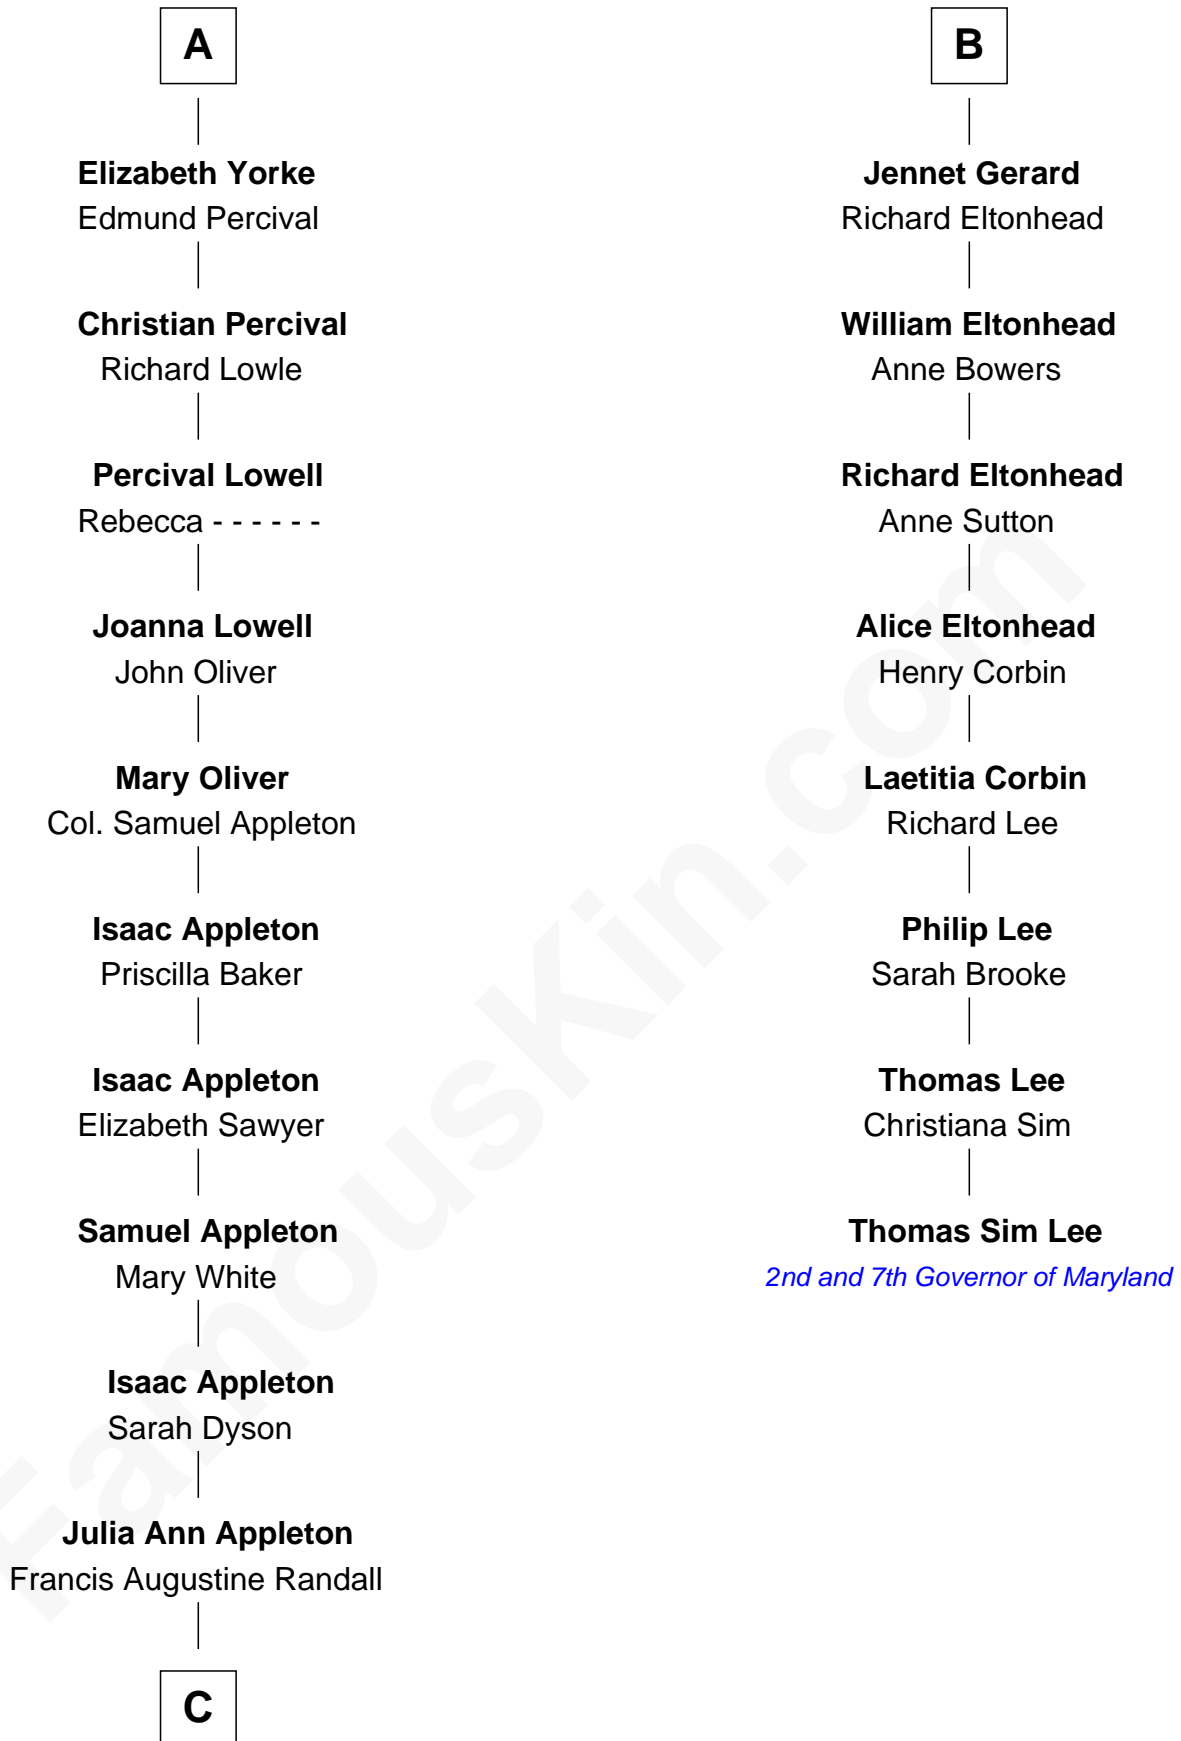 A
Elizabeth Yorke
Edmund Percival
Christian Percival
Richard Lowle
Percival Lowell
Rebecca - - - - - -
Joanna Lowell
John Oliver
Mary Oliver
Col. Samuel Appleton
Isaac Appleton
Priscilla Baker
Isaac Appleton
Elizabeth Sawyer
Samuel Appleton
Mary White
Isaac Appleton
Sarah Dyson
Julia Ann Appleton
Francis Augustine Randall
C
B
Jennet Gerard
Richard Eltonhead
William Eltonhead
Anne Bowers
Richard Eltonhead
Anne Sutton
Alice Eltonhead
Henry Corbin
Laetitia Corbin
Richard Lee
Philip Lee
Sarah Brooke
Thomas Lee
Christiana Sim
Thomas Sim Lee
2nd and 7th Governor of Maryland
FamousKin.com